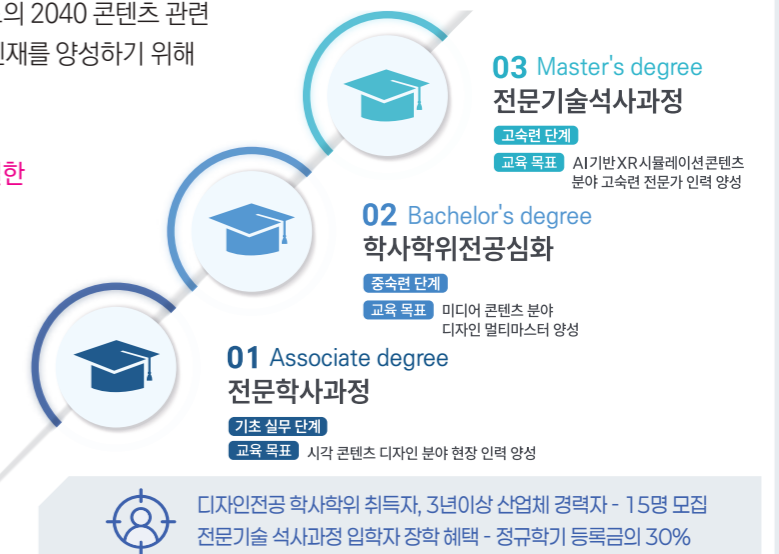 의 2040 콘텐츠 관련
인재를 양성하기 위해
한
03 Master's degree
전문기술석사과정
고숙련 단계
교육 목표 AI기반XR시뮬레이션콘텐츠
분야 고숙련 전문가 인력 양성
02 Bachelor's degree
학사학위전공심화
중숙련 단계
교육 목표 미디어 콘텐츠 분야
디자인 멀티마스터 양성
01 Associate degree
전문학사과정
기초 실무 단계
교육 목표 시각 콘텐츠 디자인 분야 현장 인력 양성
디자인전공 학사학위 취득자, 3년이상 산업체 경력자 - 15명 모집
전문기술 석사과정 입학자 장학 혜택 - 정규학기 등록금의 30%